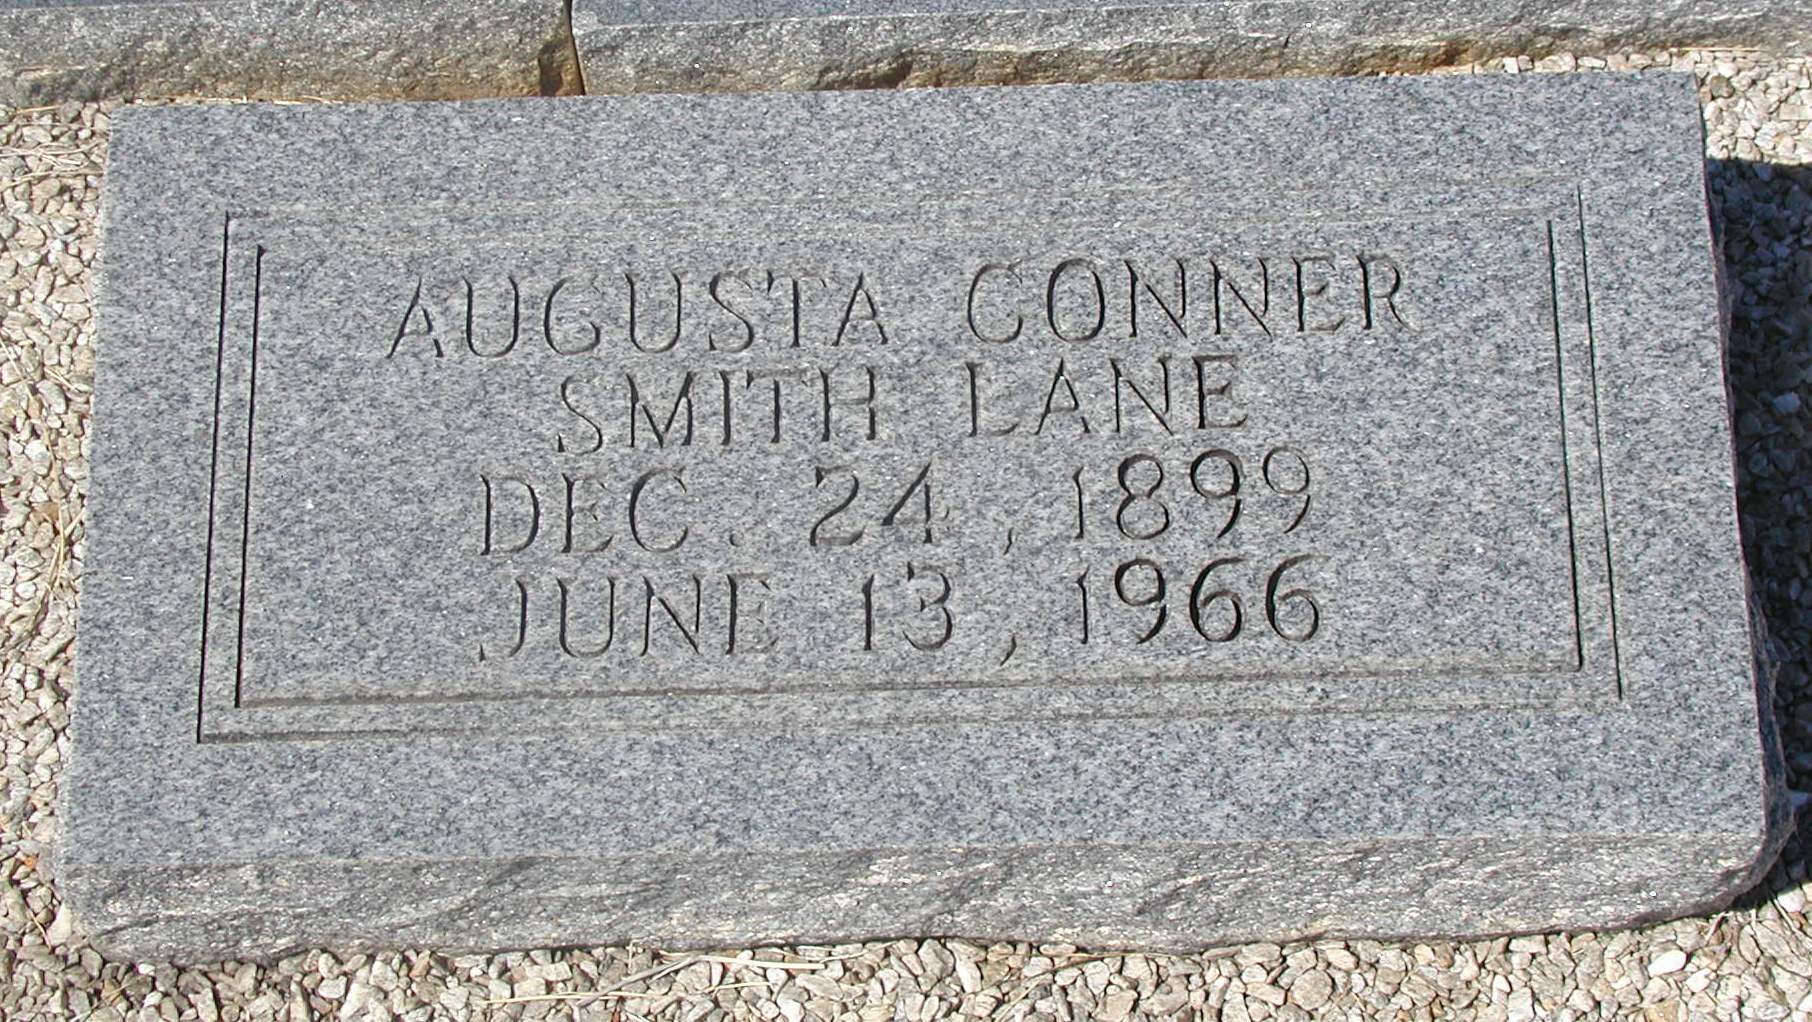 AUGUSTA CONNER
SMITH LANE
DEC. 24, 1899
JUNE 13, 1966